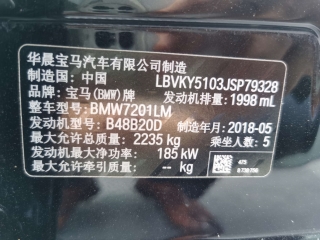 华晨宝马汽车有限公司制造
制造国：中国 LBVKY5103JSP79328
品牌：宝马(BMW)牌 发动机排量：1998 mL
整车型号：BMW7201LM
发动机型号：B48B20D 制造年月：2018-05
最大允许总质量：2235 kg 乘坐人数：5
发动机最大净功率：185 kW
最大允许牵引质量：-- kg
475